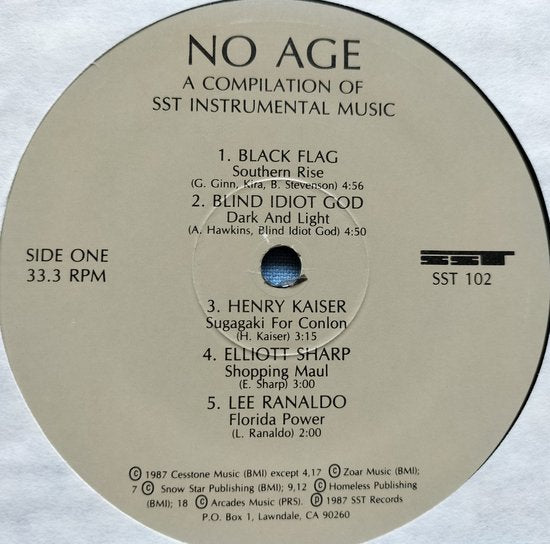 NO AGE
A COMPILATION OF
SST INSTRUMENTAL MUSIC
1. BLACK FLAG
Southern Rise
(G. Ginn, Kira, B. Stevenson) 4:56
2. BLIND IDIOT GOD
Dark And Light
(A. Hawkins, Blind Idiot God) 4:50
SIDE ONE
33.3 RPM
SST
SST 102
3. HENRY KAISER
Sugagaki For Conlon
(H. Kaiser) 3:15
4. ELLIOTT SHARP
Shopping Maul
(E. Sharp) 3:00
5. LEE RANALDO
Florida Power
(L. Ranaldo) 2:00
© 1987 Cesstone Music (BMI) except 4,17 © Zoar Music (BMI);
7 © Snow Star Publishing (BMI); 9,12 © Homeless Publishing
(BMI); 18 © Arcades Music (PRS). ℗ 1987 SST Records
P.O. Box 1, Lawndale, CA 90260